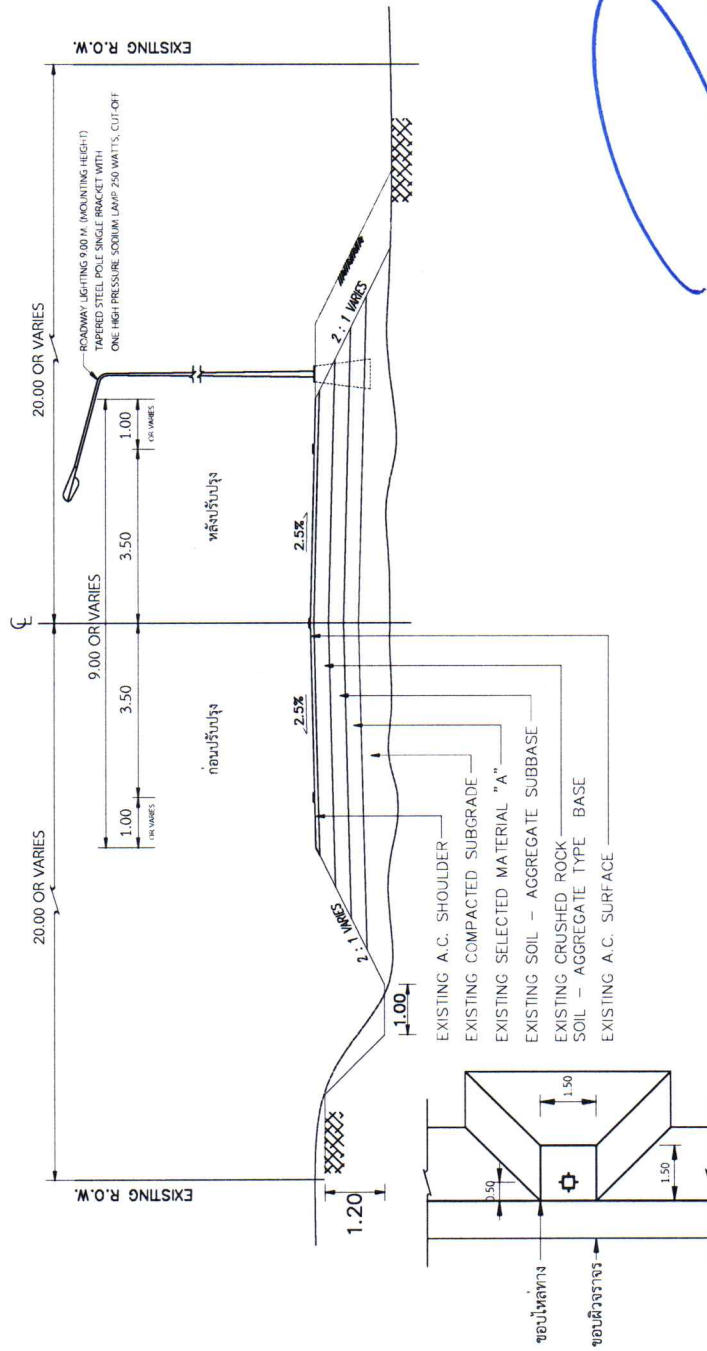 20.00 OR VARIES
20.00 OR VARIES
EXISTING R.O.W.
EXISTING R.O.W.
ROADWAY LIGHTING 9.00 M. (MOUNTING HEIGHT)
TAPERED STEEL POLE SINGLE BRACKET WITH
ONE HIGH PRESSURE SODIUM LAMP 250 WATTS, CUT-OFF
9.00 OR VARIES
1.00
OR VARIES
3.50
3.50
1.00
OR VARIES
ก่อนปรับปรุง
หลังปรับปรุง
2.5%
2.5%
2 : 1 VARIES
2 : 1 VARIES
1.20
1.00
EXISTING A.C. SHOULDER
EXISTING COMPACTED SUBGRADE
EXISTING SELECTED MATERIAL "A"
EXISTING SOIL - AGGREGATE SUBBASE
EXISTING CRUSHED ROCK
SOIL - AGGREGATE TYPE BASE
EXISTING A.C. SURFACE
0.50
1.50
1.50
ขอบไหล่ทาง
ขอบผิวจราจร